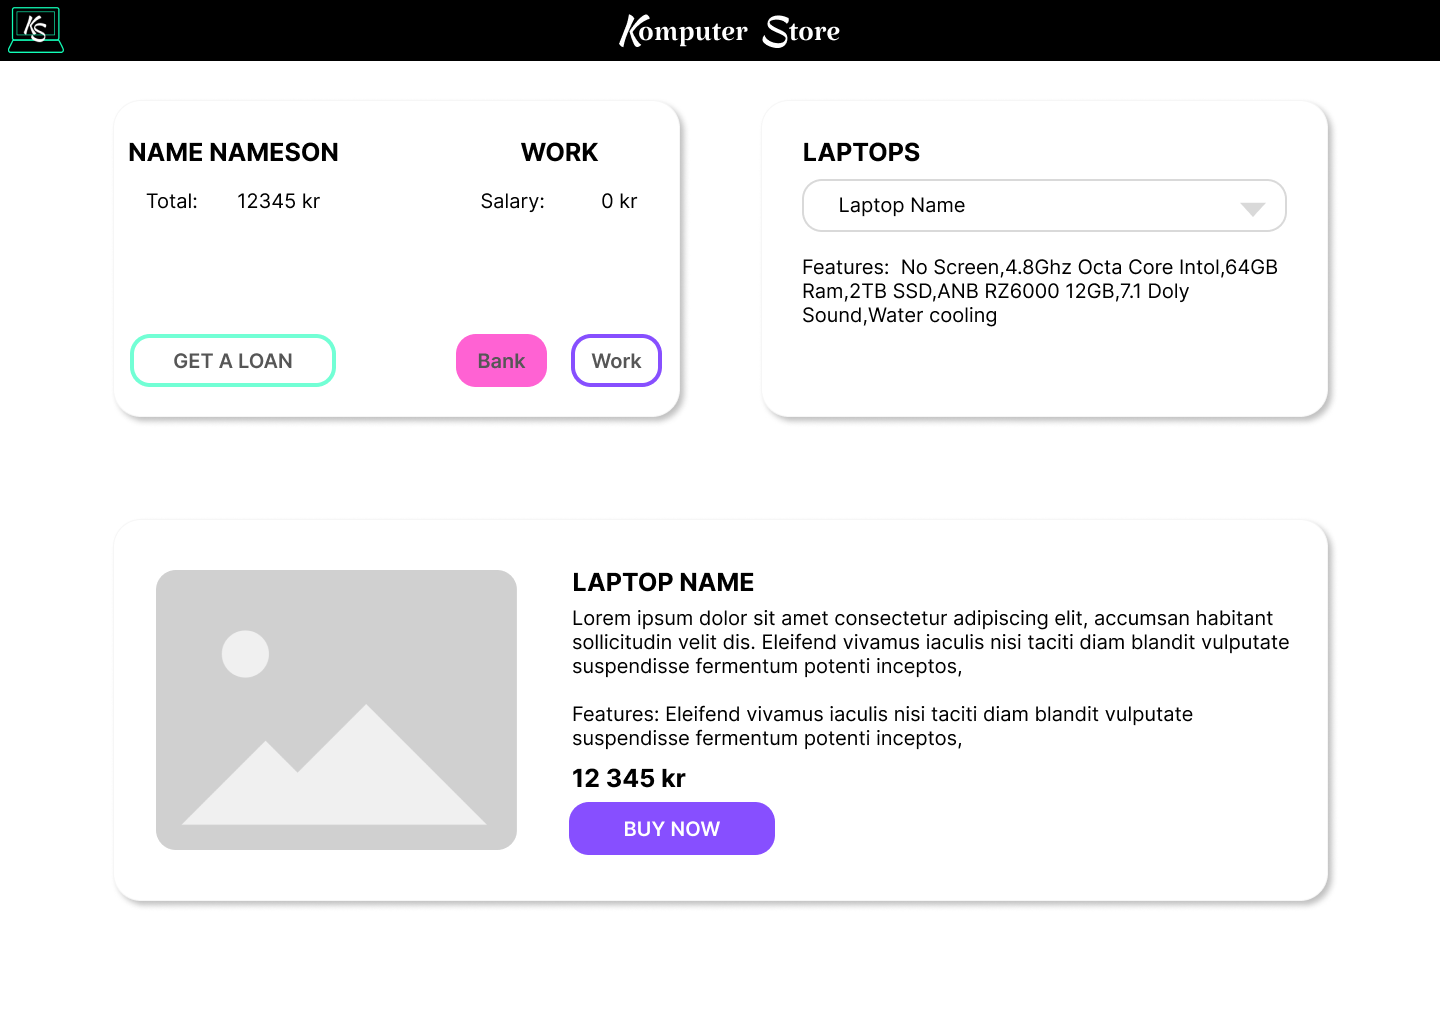 KS
Komputer Store
NAME NAMESON
WORK
Total: 12345 kr
Salary: 0 kr
GET A LOAN
Bank
Work
LAPTOPS
Laptop Name
Features:  No Screen,4.8Ghz Octa Core Intol,64GB
Ram,2TB SSD,ANB RZ6000 12GB,7.1 Doly
Sound,Water cooling
LAPTOP NAME
Lorem ipsum dolor sit amet consectetur adipiscing elit, accumsan habitant
sollicitudin velit dis. Eleifend vivamus iaculis nisi taciti diam blandit vulputate
suspendisse fermentum potenti inceptos,
Features: Eleifend vivamus iaculis nisi taciti diam blandit vulputate
suspendisse fermentum potenti inceptos,
12 345 kr
BUY NOW